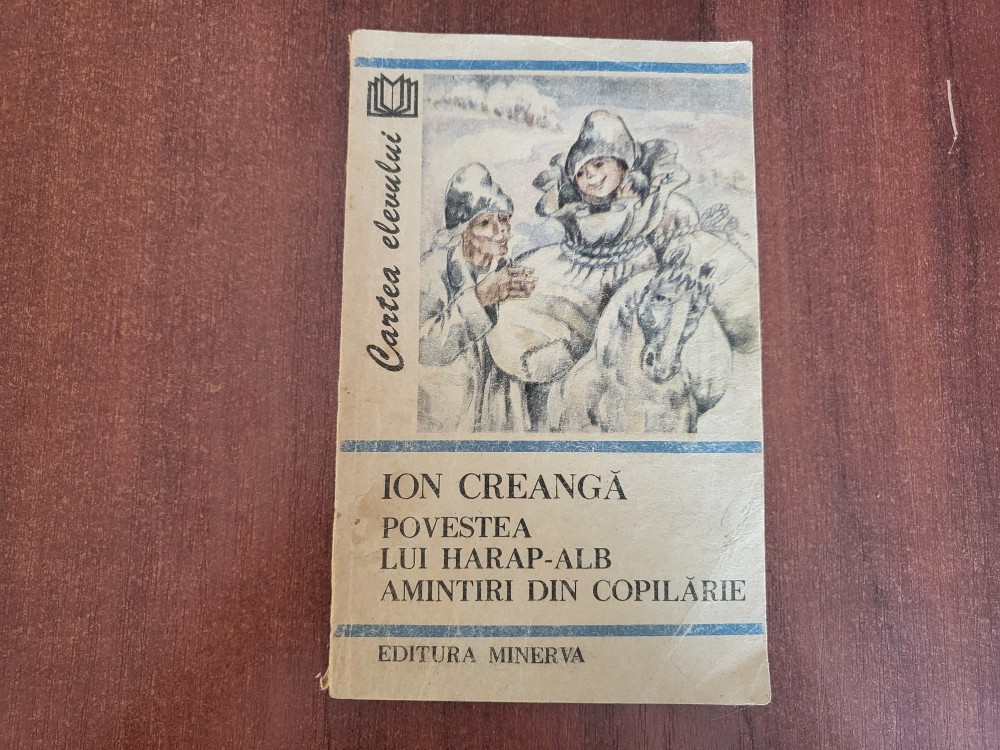 Cartea elevului
ION CREANGĂ
POVESTEA
LUI HARAP-ALB
AMINTIRI DIN COPILĂRIE
EDITURA MINERVA